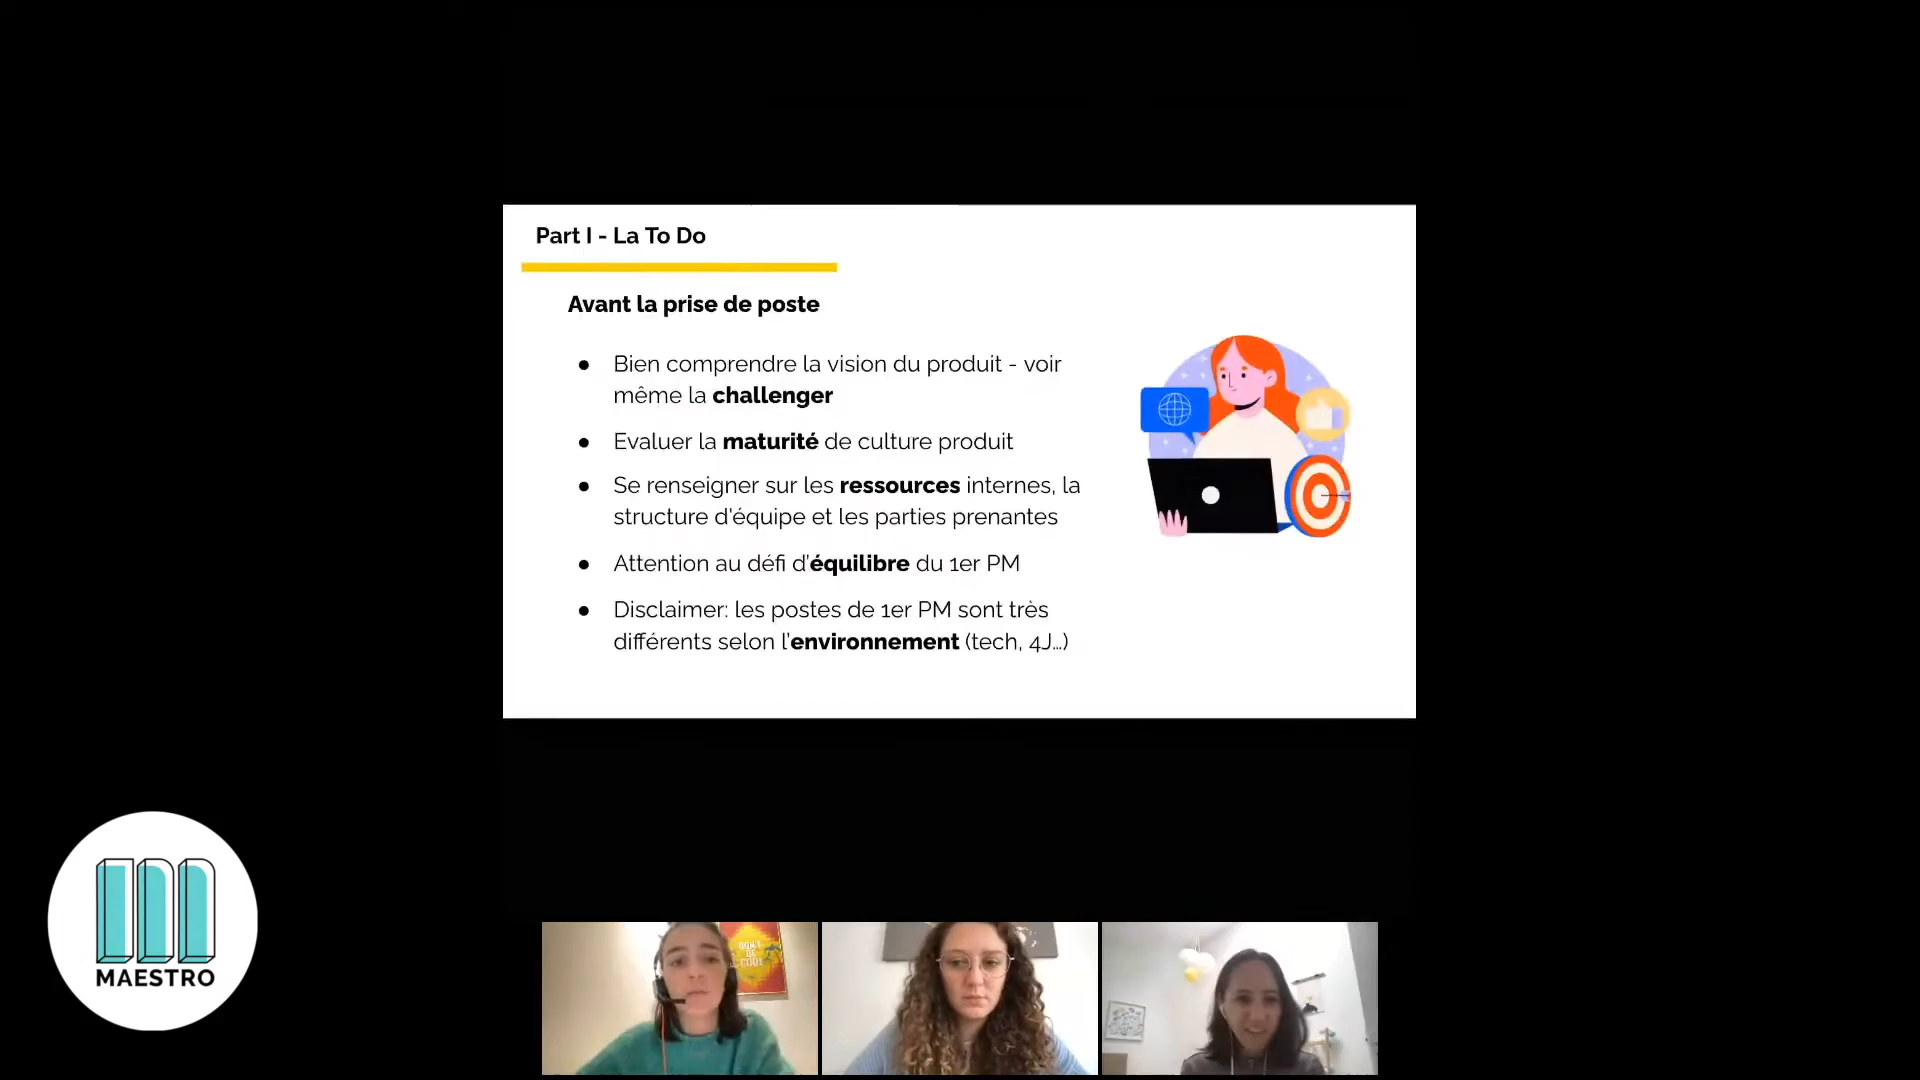 Part I - La To Do
Avant la prise de poste
● Bien comprendre la vision du produit - voir
même la challenger
● Evaluer la maturité de culture produit
● Se renseigner sur les ressources internes, la
structure d'équipe et les parties prenantes
● Attention au défi d'équilibre du 1er PM
● Disclaimer: les postes de 1er PM sont très
différents selon l'environnement (tech, 4J...)
MAESTRO
DON'T
BE
COOL